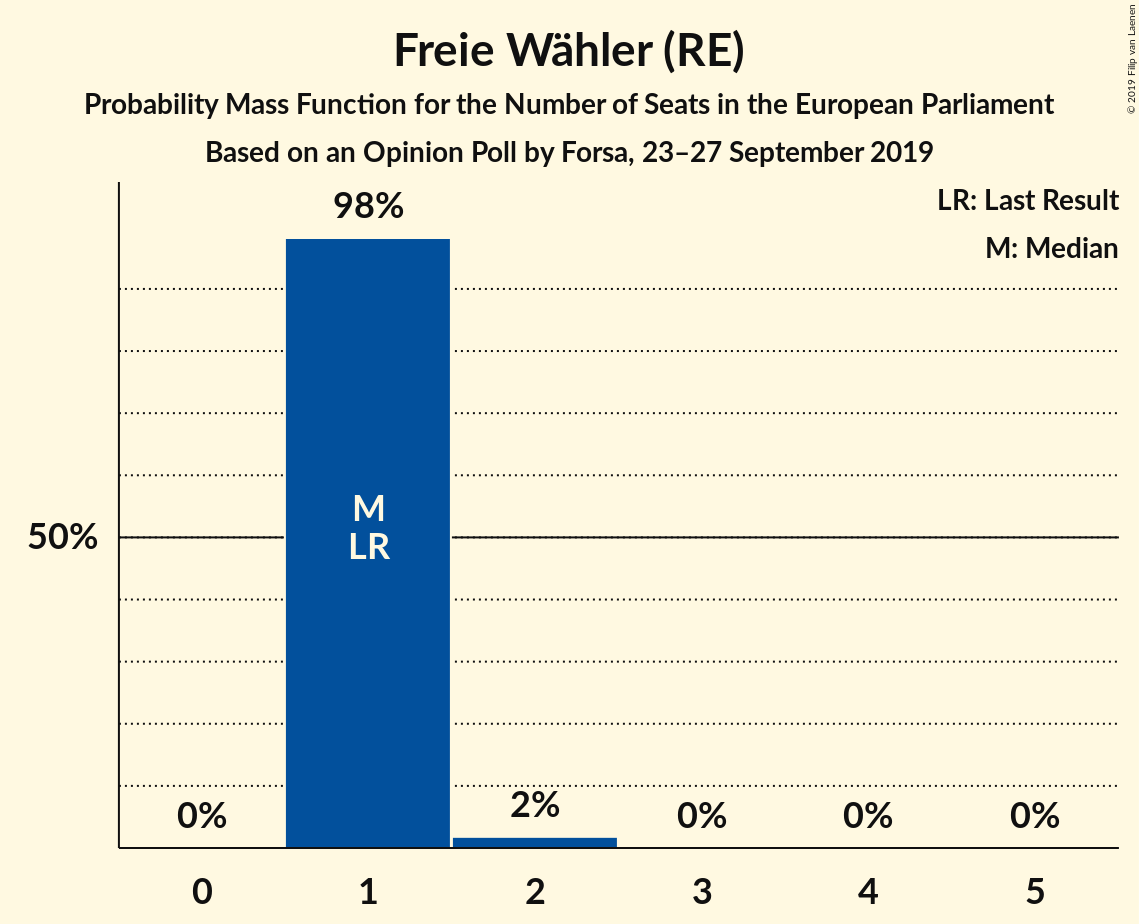 Freie Wähler (RE)
Probability Mass Function for the Number of Seats in the European Parliament
Based on an Opinion Poll by Forsa, 23–27 September 2019
© 2019 Filip van Laenen
LR: Last Result
M: Median
98%
M
LR
50%
0%
2%
0%
0%
0%
0
1
2
3
4
5